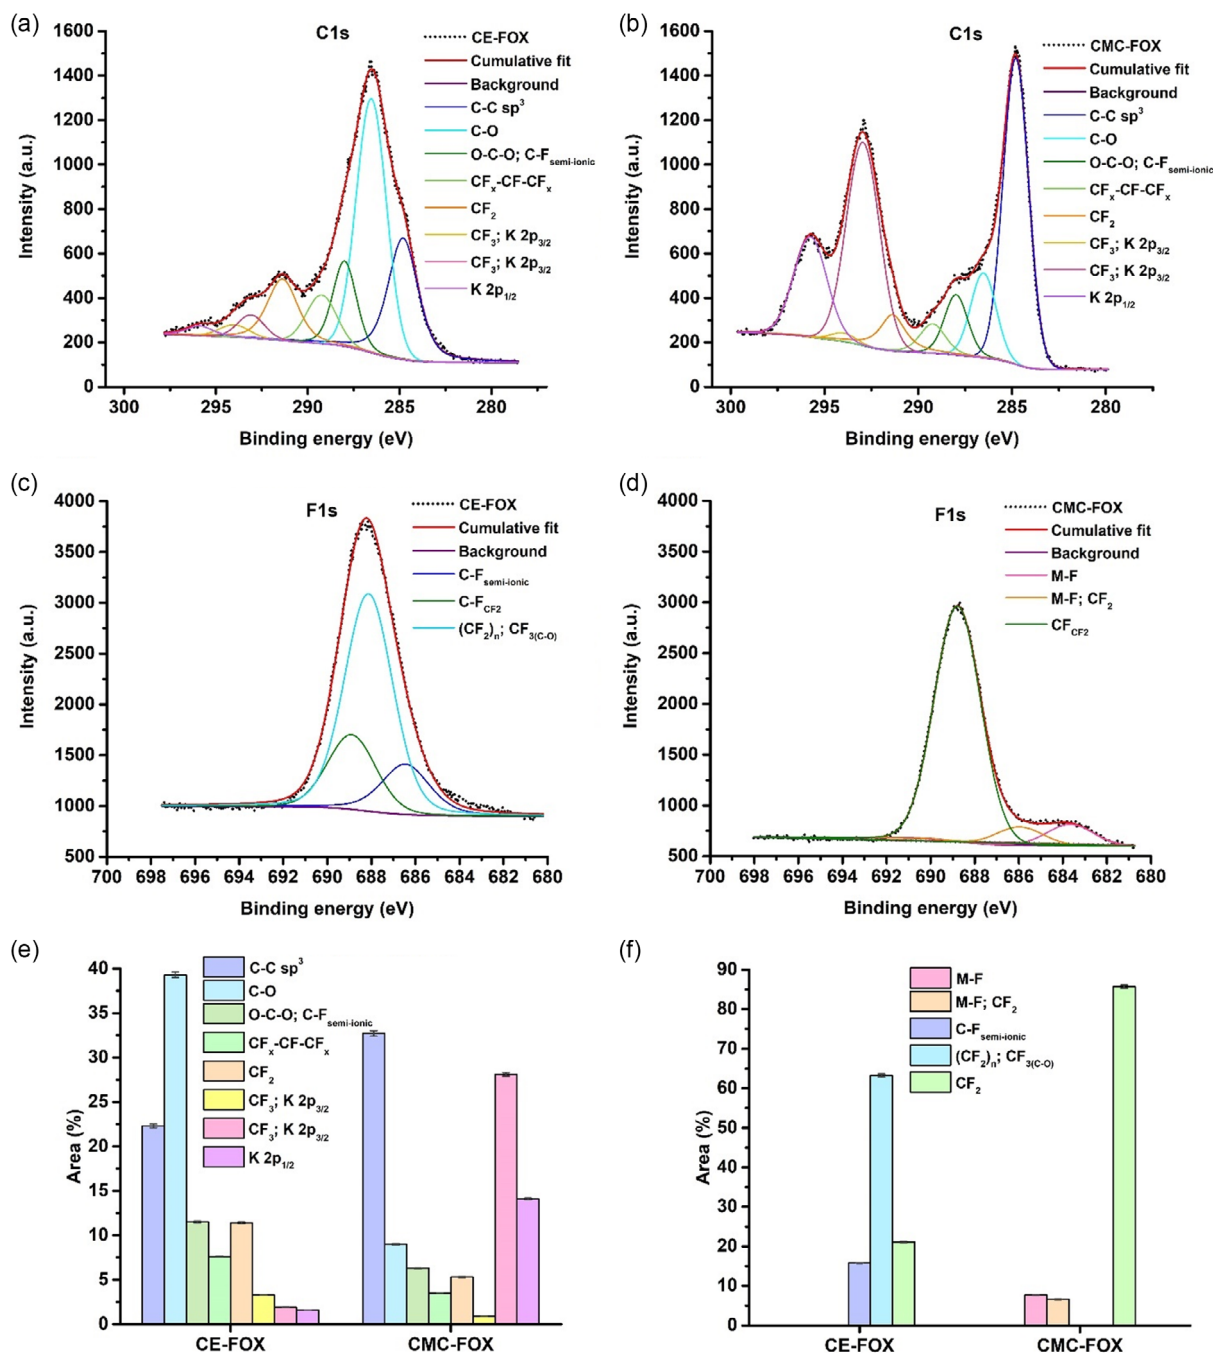 (a)
C1s
CE-FOX
Cumulative fit
Background
C-C sp3
C-O
O-C-O; C-Fsemi-ionic
CFx-CF-CFx
CF2
CF3; K 2p3/2
CF3; K 2p3/2
K 2p1/2
1600
1400
1200
1000
800
600
400
200
0
Intensity (a.u.)
300 295 290 285 280
Binding energy (eV)
(b)
C1s
CMC-FOX
Cumulative fit
Background
C-C sp3
C-O
O-C-O; C-Fsemi-ionic
CFx-CF-CFx
CF2
CF3; K 2p3/2
CF3; K 2p3/2
K 2p1/2
1600
1400
1200
1000
800
600
400
200
0
Intensity (a.u.)
300 295 290 285 280
Binding energy (eV)
(c)
F1s
CE-FOX
Cumulative fit
Background
C-Fsemi-ionic
C-FCF2
(CF2)n; CF3(C-O)
4000
3500
3000
2500
2000
1500
1000
500
Intensity (a.u.)
700 698 696 694 692 690 688 686 684 682 680
Binding energy (eV)
(d)
F1s
CMC-FOX
Cumulative fit
Background
M-F
M-F; CF2
CFCF2
4000
3500
3000
2500
2000
1500
1000
500
Intensity (a.u.)
700 698 696 694 692 690 688 686 684 682 680
Binding energy (eV)
(e)
C-C sp3
C-O
O-C-O; C-Fsemi-ionic
CFx-CF-CFx
CF2
CF3; K 2p3/2
CF3; K 2p3/2
K 2p1/2
40
35
30
25
20
15
10
5
0
Area (%)
CE-FOX CMC-FOX
(f)
M-F
M-F; CF2
C-Fsemi-ionic
(CF2)n; CF3(C-O)
CF2
90
80
70
60
50
40
30
20
10
0
Area (%)
CE-FOX CMC-FOX